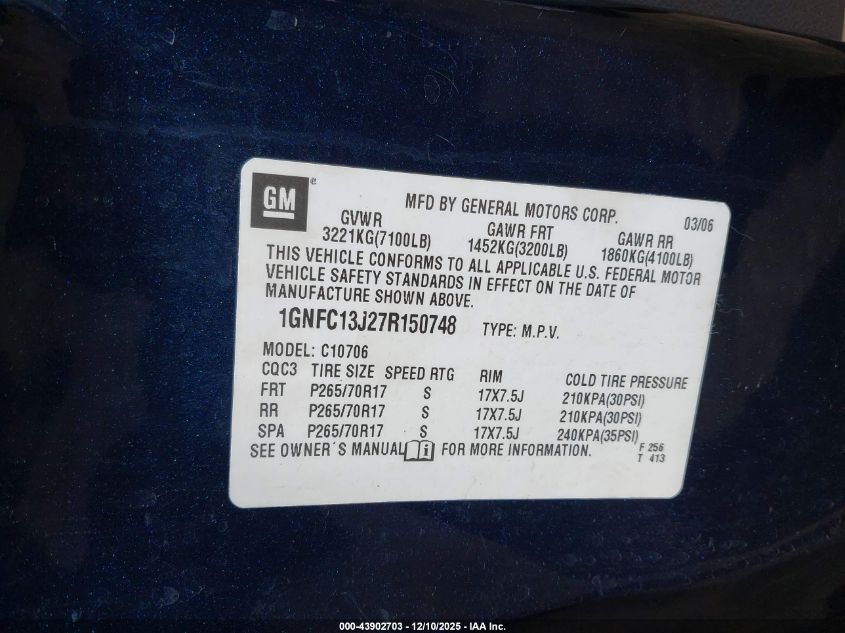 GM
MFD BY GENERAL MOTORS CORP. 03/06
GVWR GAWR FRT GAWR RR
3221KG(7100LB) 1452KG(3200LB) 1860KG(4100LB)
THIS VEHICLE CONFORMS TO ALL APPLICABLE U.S. FEDERAL MOTOR
VEHICLE SAFETY STANDARDS IN EFFECT ON THE DATE OF
MANUFACTURE SHOWN ABOVE.
1GNFC13J27R150748 TYPE: M.P.V.
MODEL: C10706
CQC3 TIRE SIZE SPEED RTG RIM COLD TIRE PRESSURE
FRT P265/70R17 S 17X7.5J 210KPA(30PSI)
RR P265/70R17 S 17X7.5J 210KPA(30PSI)
SPA P265/70R17 S 17X7.5J 240KPA(35PSI)
SEE OWNER´S MANUAL i FOR MORE INFORMATION. F 256
T 413
000-43902703 - 12/10/2025 - IAA Inc.